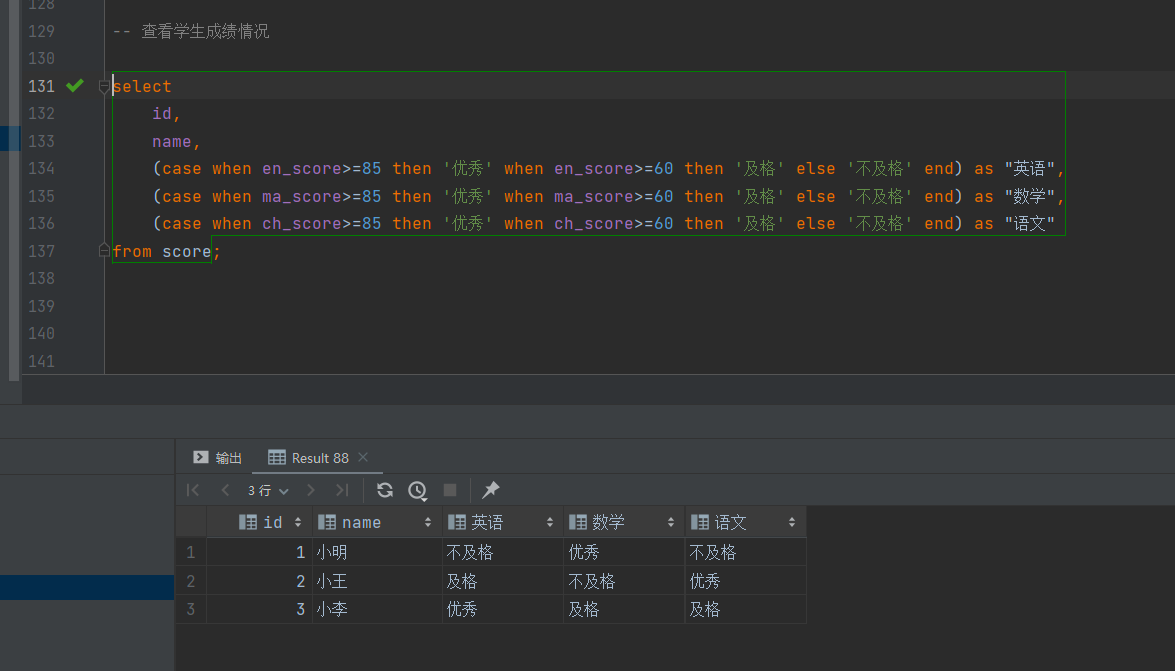 128
129 -- 查看学生成绩情况
130
131 select
132 id,
133 name,
134 (case when en_score>=85 then '优秀' when en_score>=60 then '及格' else '不及格' end) as "英语",
135 (case when ma_score>=85 then '优秀' when ma_score>=60 then '及格' else '不及格' end) as "数学",
136 (case when ch_score>=85 then '优秀' when ch_score>=60 then '及格' else '不及格' end) as "语文"
137 from score;
138
139
140
141
输出 Result 88
3 行
id name 英语 数学 语文
1 1 小明 不及格 优秀 不及格
2 2 小王 及格 不及格 优秀
3 3 小李 优秀 及格 及格